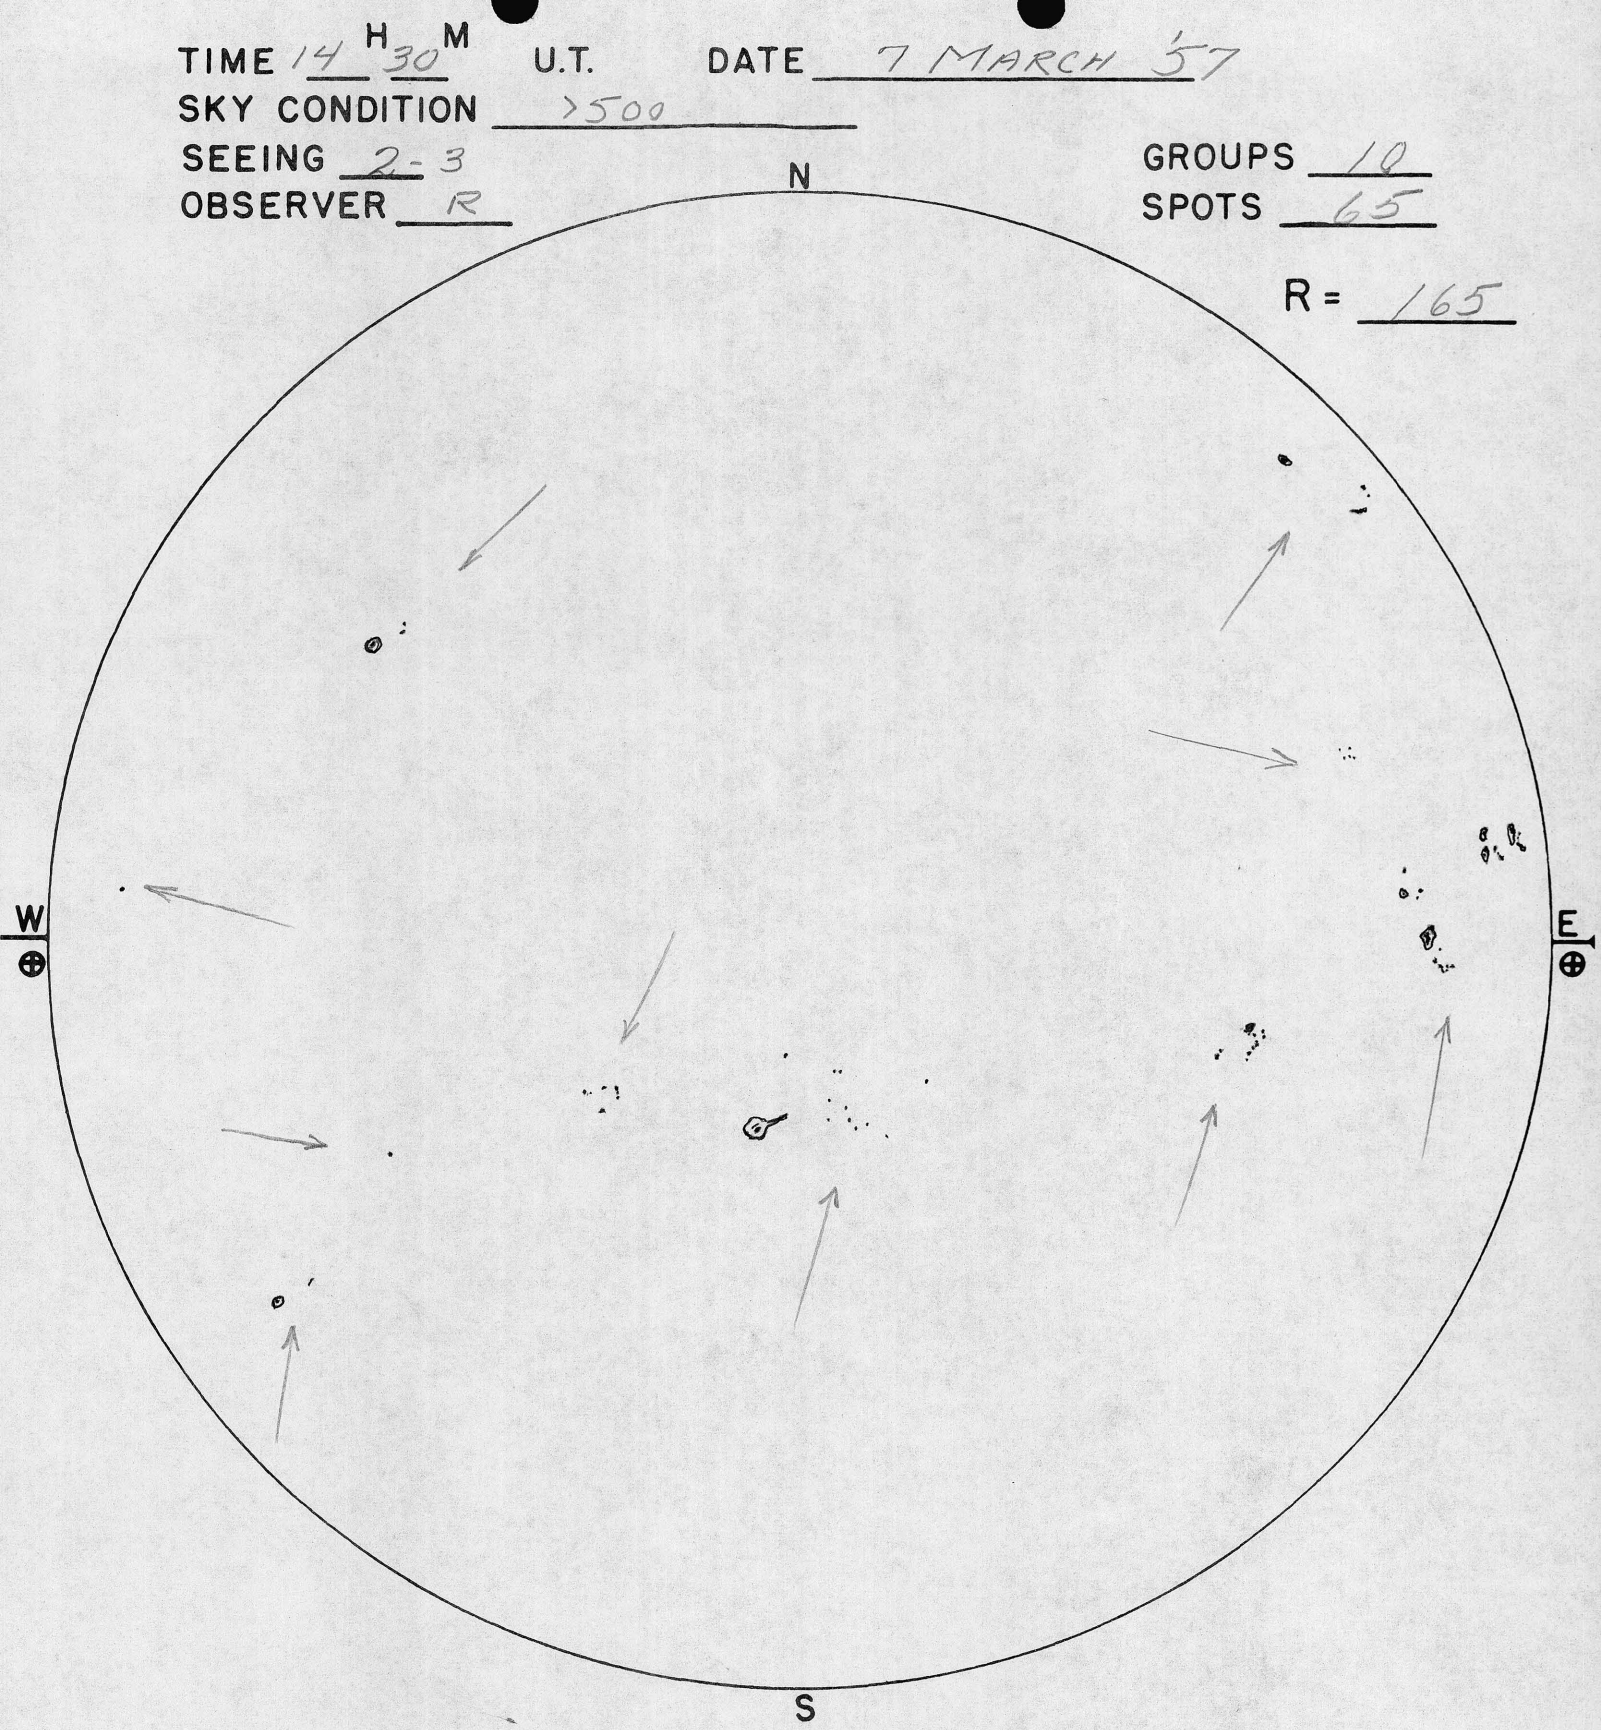 TIME 14 H 30 M U.T. DATE 7 MARCH '57
SKY CONDITION >500
SEEING 2-3
OBSERVER R
GROUPS 10
SPOTS 65
R = 165
N
W
E
S